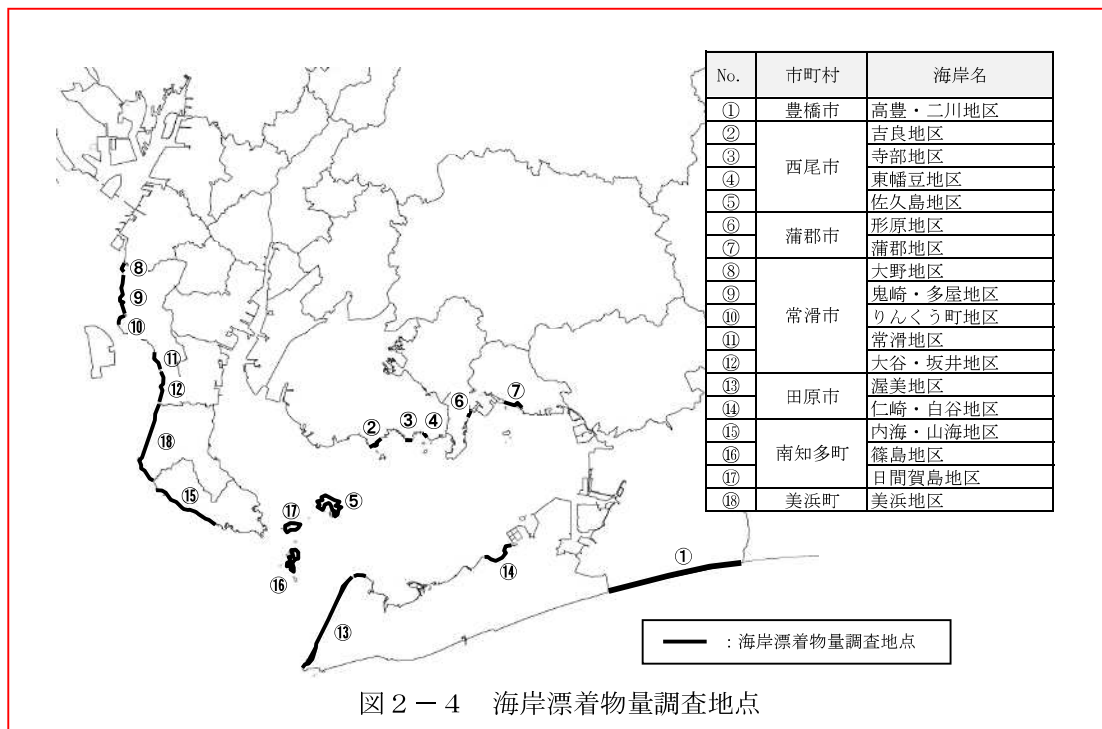 No. 市町村 海岸名
① 豊橋市 高豊・二川地区
② 西尾市 吉良地区
③ 寺部地区
④ 東幡豆地区
⑤ 佐久島地区
⑥ 蒲郡市 形原地区
⑦ 蒲郡地区
⑧ 常滑市 大野地区
⑨ 鬼崎・多屋地区
⑩ りんくう町地区
⑪ 常滑地区
⑫ 大谷・坂井地区
⑬ 田原市 渥美地区
⑭ 仁崎・白谷地区
⑮ 南知多町 内海・山海地区
⑯ 篠島地区
⑰ 日間賀島地区
⑱ 美浜町 美浜地区
⑧
⑨
⑩
⑪
⑫
⑦
⑥
② ③ ④
⑱
⑮
⑤
⑰
⑯
⑭
①
⑬
：海岸漂着物量調査地点
図２－４ 海岸漂着物量調査地点